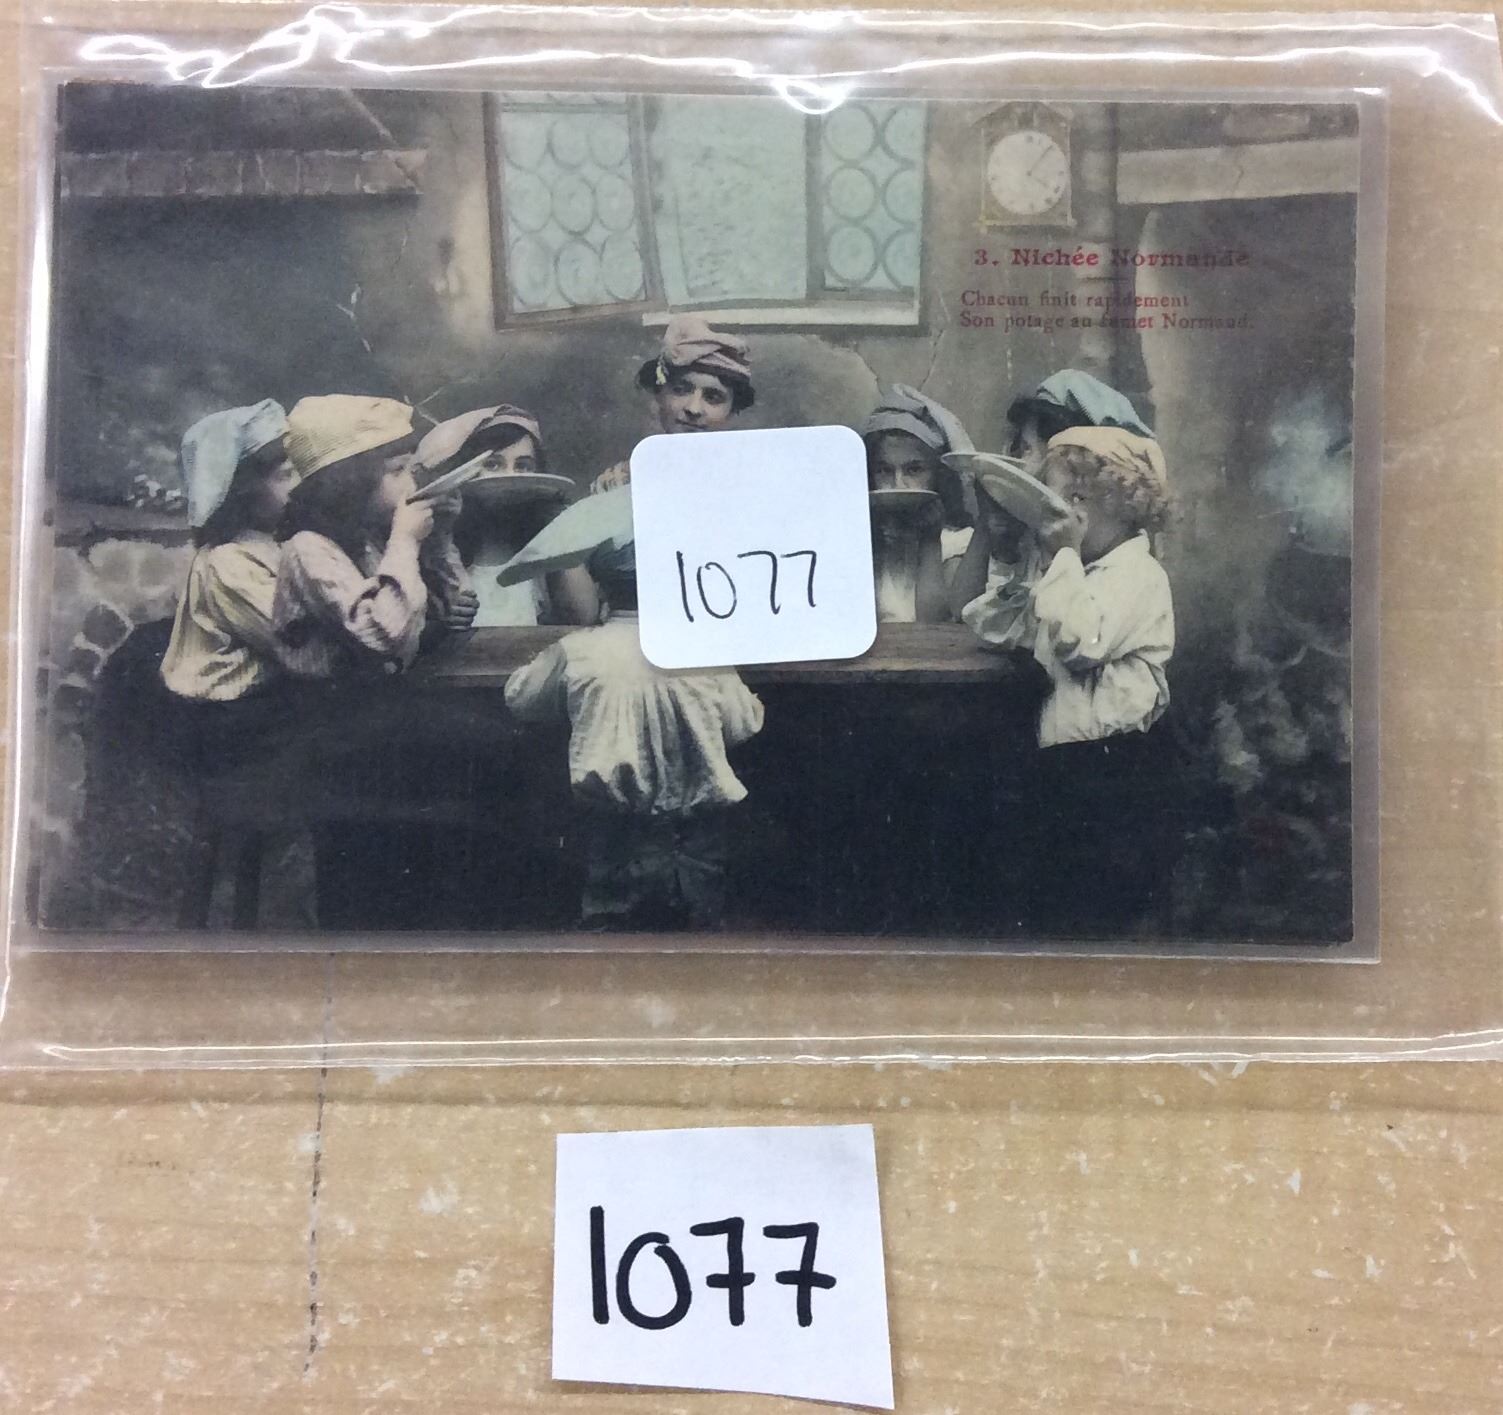 3. Nichée Normande
Chacun finit rapidement
Son potage au fumet Normand.
1077
1077